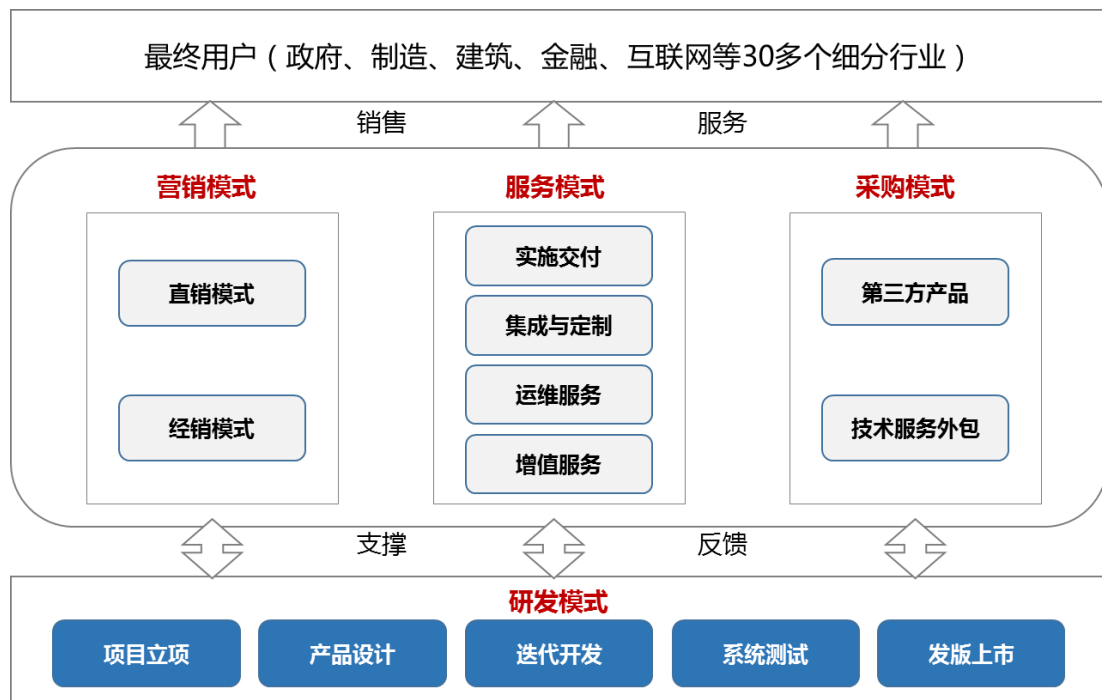 最终用户（政府、制造、建筑、金融、互联网等30多个细分行业）
销售
服务
营销模式
服务模式
采购模式
直销模式
经销模式
实施交付
集成与定制
运维服务
增值服务
第三方产品
技术服务外包
支撑
反馈
研发模式
项目立项
产品设计
迭代开发
系统测试
发版上市